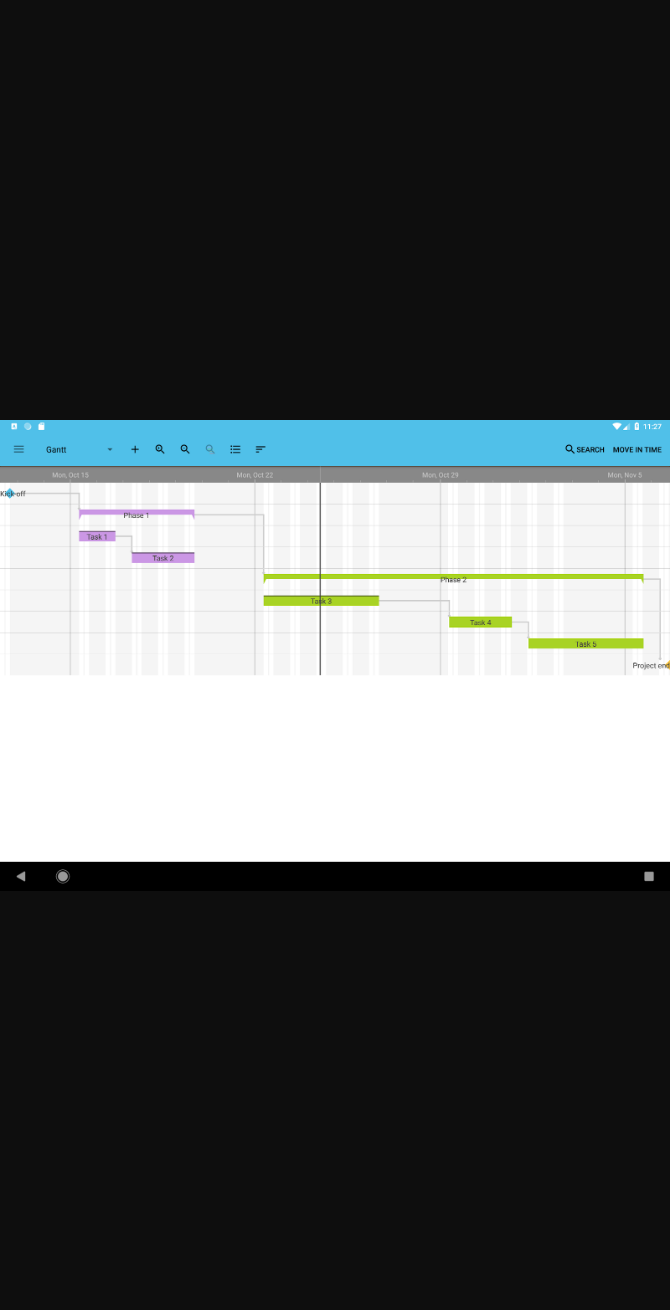 11:27
Gantt
SEARCH MOVE IN TIME
Mon, Oct 15 Mon, Oct 22 Mon, Oct 29 Mon, Nov 5
Kick-off
Phase 1
Task 1
Task 2
Phase 2
Task 3
Task 4
Task 5
Project end